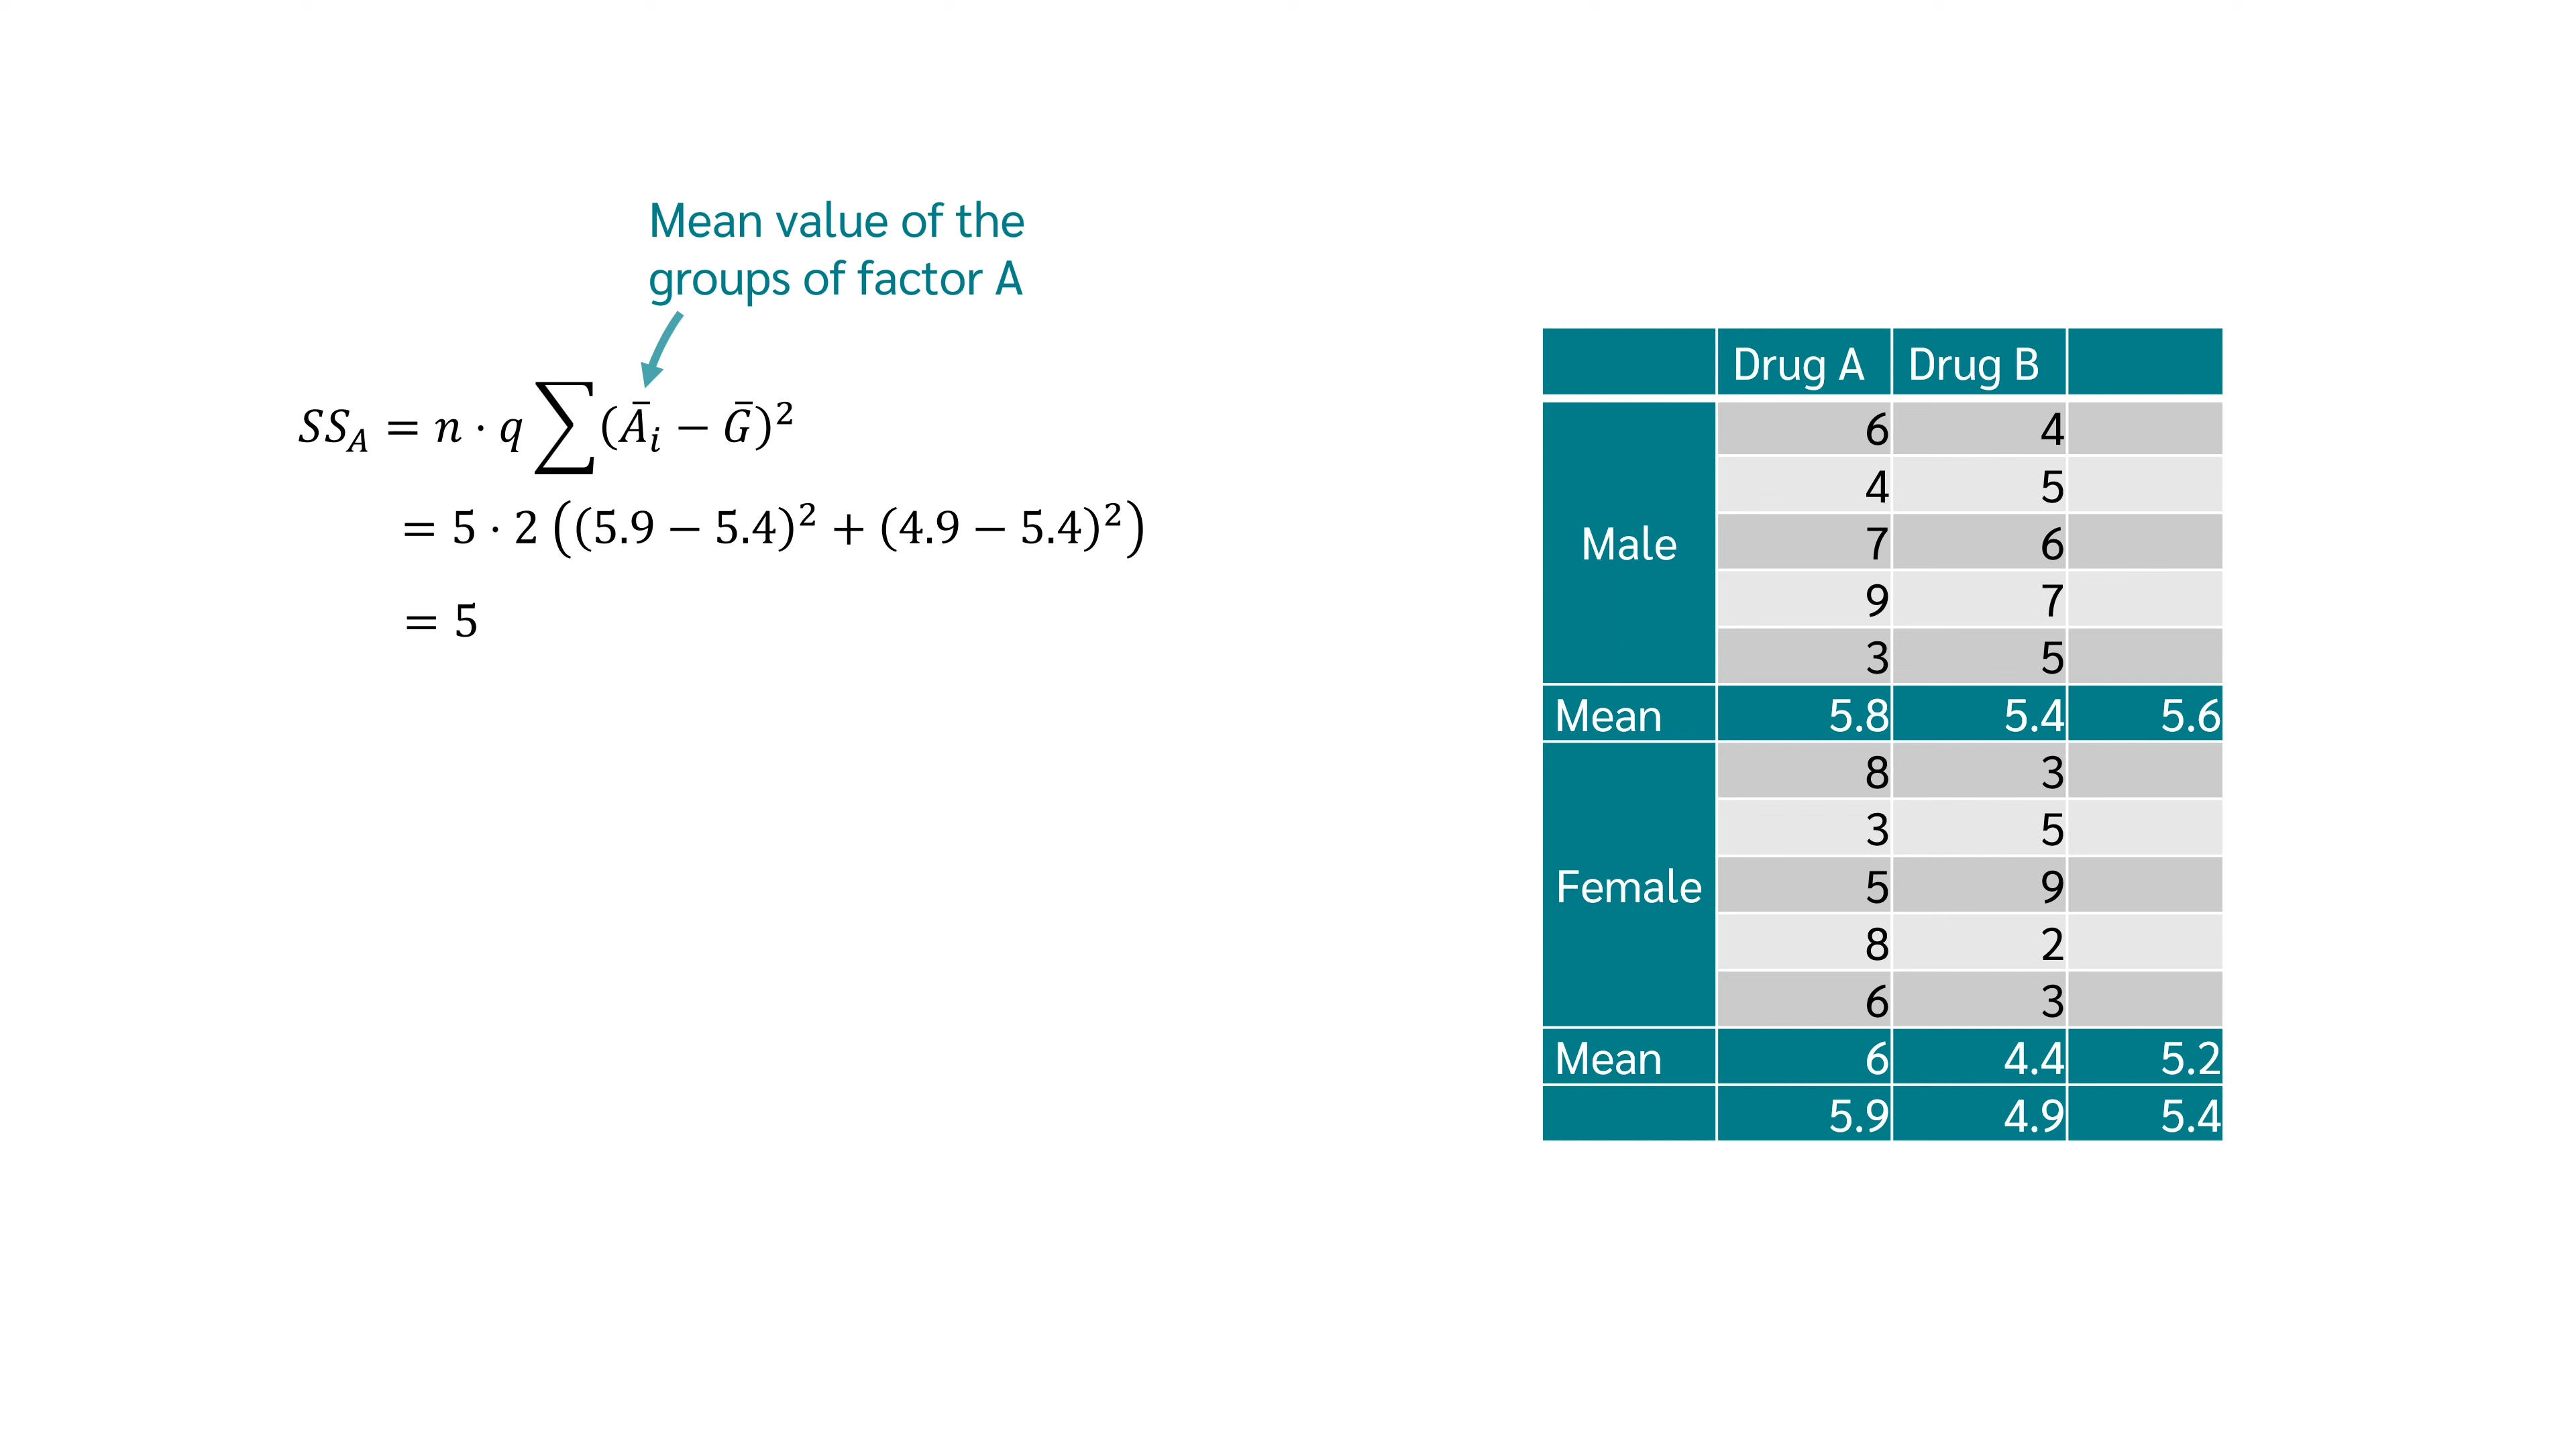 Mean value of the
groups of factor A
𝑆𝑆_𝐴 = 𝑛 · 𝑞 ∑(𝐴̅_𝑖 − 𝐺̅)²
= 5 · 2 ((5.9 − 5.4)² + (4.9 − 5.4)²)
= 5
Drug A Drug B
6 4
4 5
Male 7 6
9 7
3 5
Mean 5.8 5.4 5.6
8 3
3 5
Female 5 9
8 2
6 3
Mean 6 4.4 5.2
5.9 4.9 5.4